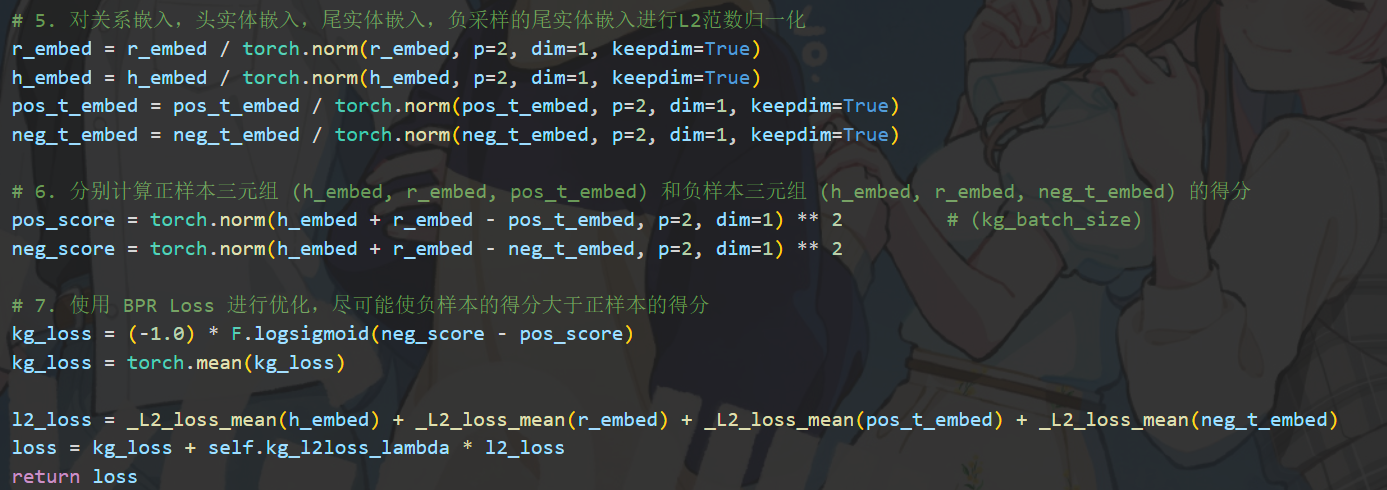 # 5. 对关系嵌入，头实体嵌入，尾实体嵌入，负采样的尾实体嵌入进行L2范数归一化
r_embed = r_embed / torch.norm(r_embed, p=2, dim=1, keepdim=True)
h_embed = h_embed / torch.norm(h_embed, p=2, dim=1, keepdim=True)
pos_t_embed = pos_t_embed / torch.norm(pos_t_embed, p=2, dim=1, keepdim=True)
neg_t_embed = neg_t_embed / torch.norm(neg_t_embed, p=2, dim=1, keepdim=True)
# 6. 分别计算正样本三元组 (h_embed, r_embed, pos_t_embed) 和负样本三元组 (h_embed, r_embed, neg_t_embed) 的得分
pos_score = torch.norm(h_embed + r_embed - pos_t_embed, p=2, dim=1) ** 2 # (kg_batch_size)
neg_score = torch.norm(h_embed + r_embed - neg_t_embed, p=2, dim=1) ** 2
# 7. 使用 BPR Loss 进行优化，尽可能使负样本的得分大于正样本的得分
kg_loss = (-1.0) * F.logsigmoid(neg_score - pos_score)
kg_loss = torch.mean(kg_loss)
l2_loss = _L2_loss_mean(h_embed) + _L2_loss_mean(r_embed) + _L2_loss_mean(pos_t_embed) + _L2_loss_mean(neg_t_embed)
loss = kg_loss + self.kg_l2loss_lambda * l2_loss
return loss